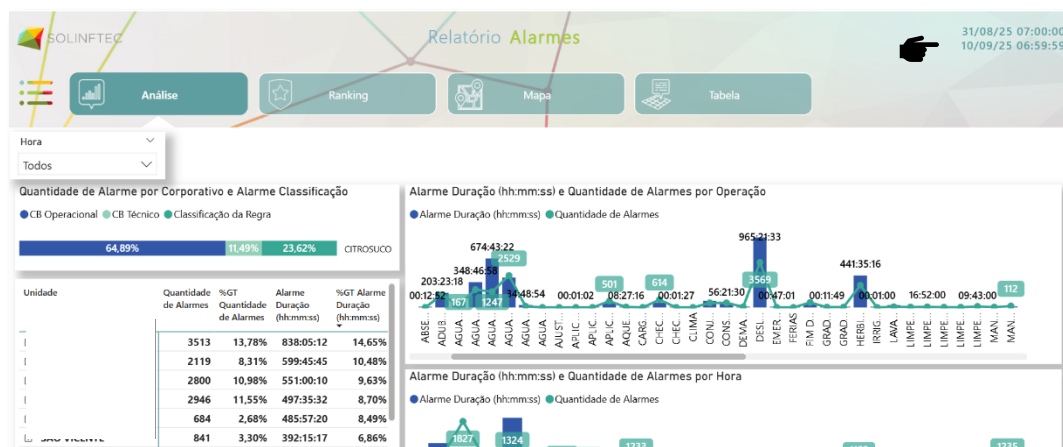 SOLINFTEC
Relatório Alarmes
31/08/25 07:00:00
10/09/25 06:59:59
Análise
Ranking
Mapa
Tabela
Hora
Todos
Quantidade de Alarme por Corporativo e Alarme Classificação
CB Operacional CB Técnico Classificação da Regra
64,89% 11,49% 23,62% CITROSUCO
Unidade Quantidade de Alarmes %GT Quantidade de Alarmes Alarme Duração (hh:mm:ss) %GT Alarme Duração (hh:mm:ss)
3513 13,78% 838:05:12 14,65%
2119 8,31% 599:45:45 10,48%
2800 10,98% 551:00:10 9,63%
2946 11,55% 497:35:32 8,70%
684 2,68% 485:57:20 8,49%
841 3,30% 392:15:17 6,86%
Alarme Duração (hh:mm:ss) e Quantidade de Alarmes por Operação
Alarme Duração (hh:mm:ss) Quantidade de Alarmes
965:21:33
674:43:22
2529
441:35:16
348:46:58
203:23:18
3569
501
614
00:12:52
167
1247
34:48:54
00:01:02
08:27:16
00:01:27
56:21:30
00:47:01
00:11:49
00:01:00
16:52:00
09:43:00
112
ABSE...
ADUB...
AGUA...
AGUA...
AGUA...
AGUA...
AGUA...
AJUST...
APLIC...
APLIC...
APLIC...
AQUE...
CARG...
CHEC...
CHEC...
CLIMA
CONJ...
CONS...
DEMA...
DESL...
EMER...
FERIAS
FIM D...
GRAD...
GRAD...
HERBI...
IRRIG...
LAVA...
LIMPE...
LIMPE...
LIMPE...
LIMPE...
LIMPE...
MAN...
MAN...
Alarme Duração (hh:mm:ss) e Quantidade de Alarmes por Hora
Alarme Duração (hh:mm:ss) Quantidade de Alarmes
1827
1324
1233
1235